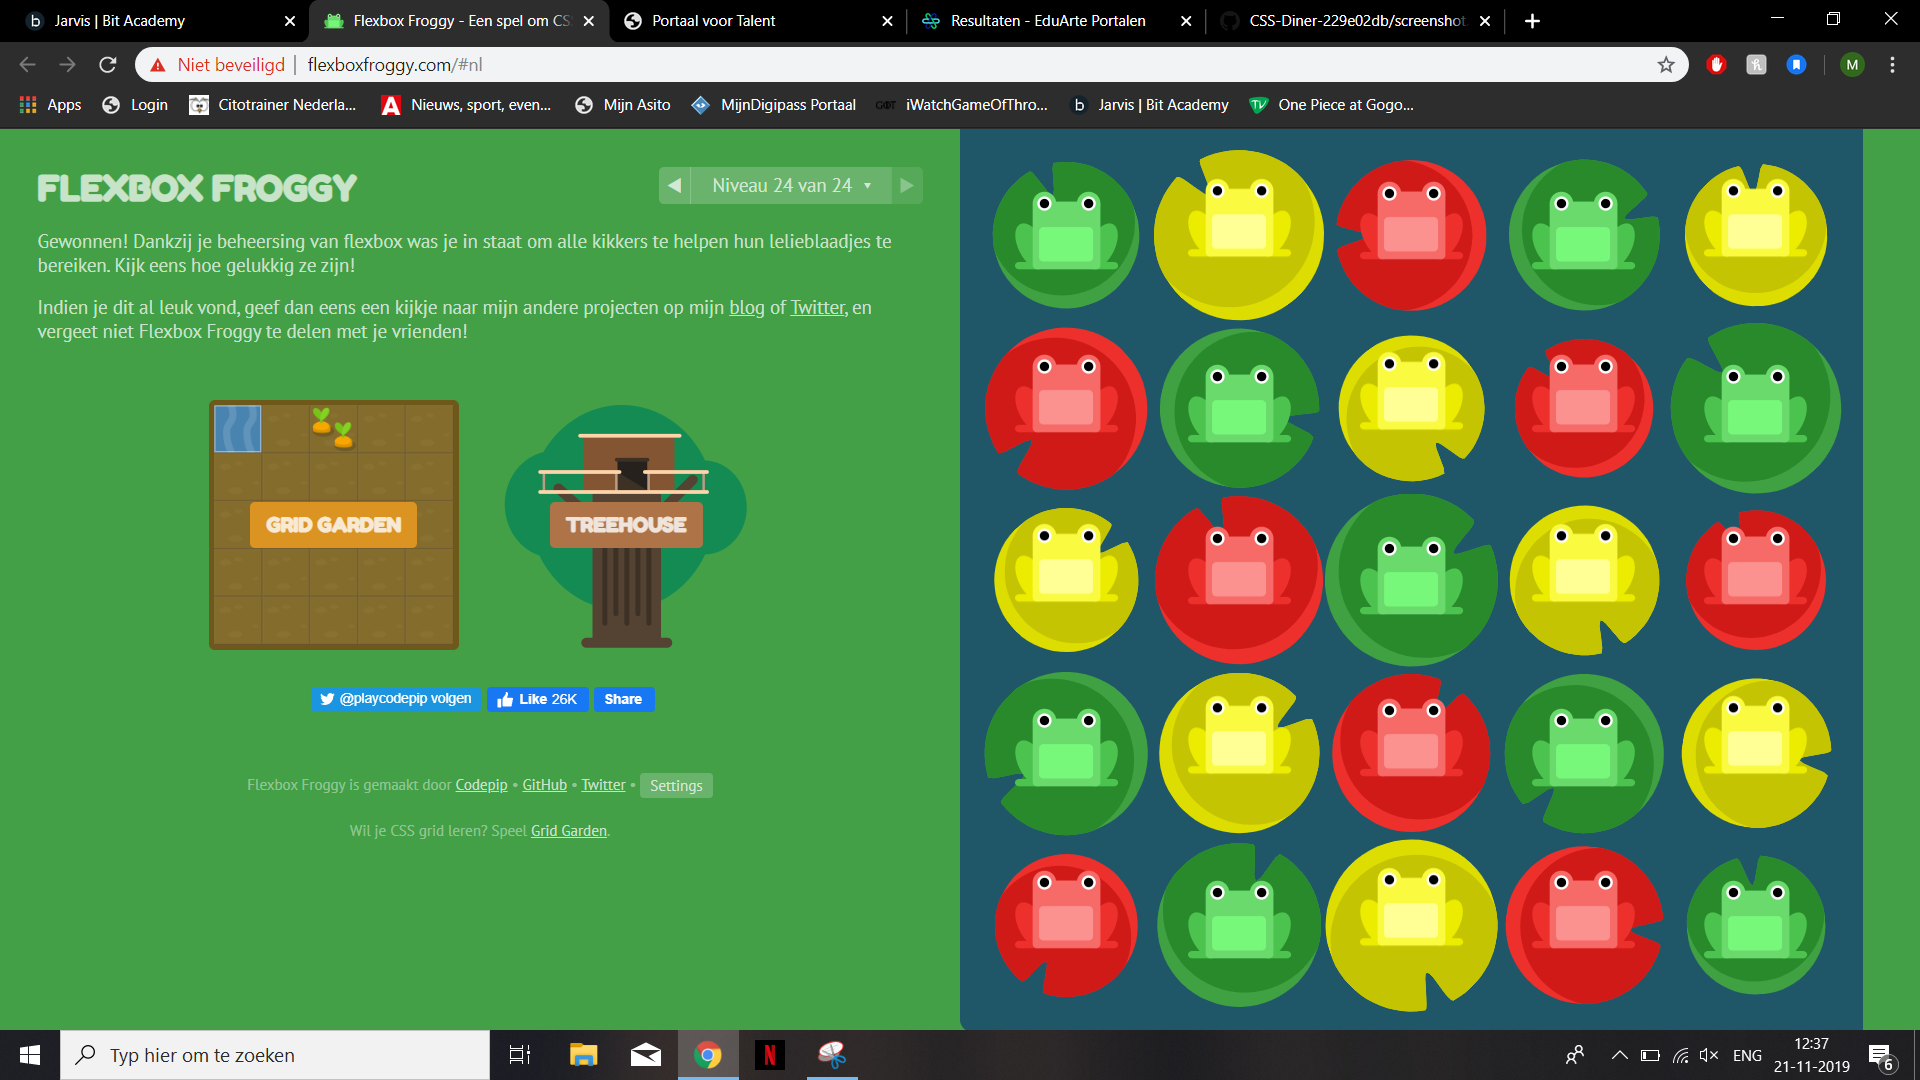 Jarvis | Bit Academy
Flexbox Froggy - Een spel om CS
Portaal voor Talent
Resultaten - EduArte Portalen
CSS-Diner-229e02db/screenshot
Niet beveiligd
flexboxfroggy.com/#nl
M
Apps
Login
Citotrainer Nederla...
Nieuws, sport, even...
Mijn Asito
MijnDigipass Portaal
iWatchGameOfThro...
Jarvis | Bit Academy
One Piece at Gogo...
FLEXBOX FROGGY
Niveau 24 van 24
Gewonnen! Dankzij je beheersing van flexbox was je in staat om alle kikkers te helpen hun lelieblaadjes te
bereiken. Kijk eens hoe gelukkig ze zijn!
Indien je dit al leuk vond, geef dan eens een kijkje naar mijn andere projecten op mijn blog of Twitter, en
vergeet niet Flexbox Froggy te delen met je vrienden!
GRID GARDEN
TREEHOUSE
@playcodepip volgen
Like 26K
Share
Flexbox Froggy is gemaakt door Codepip • GitHub • Twitter • Settings
Wil je CSS grid leren? Speel Grid Garden.
Typ hier om te zoeken
ENG
12:37
21-11-2019
6